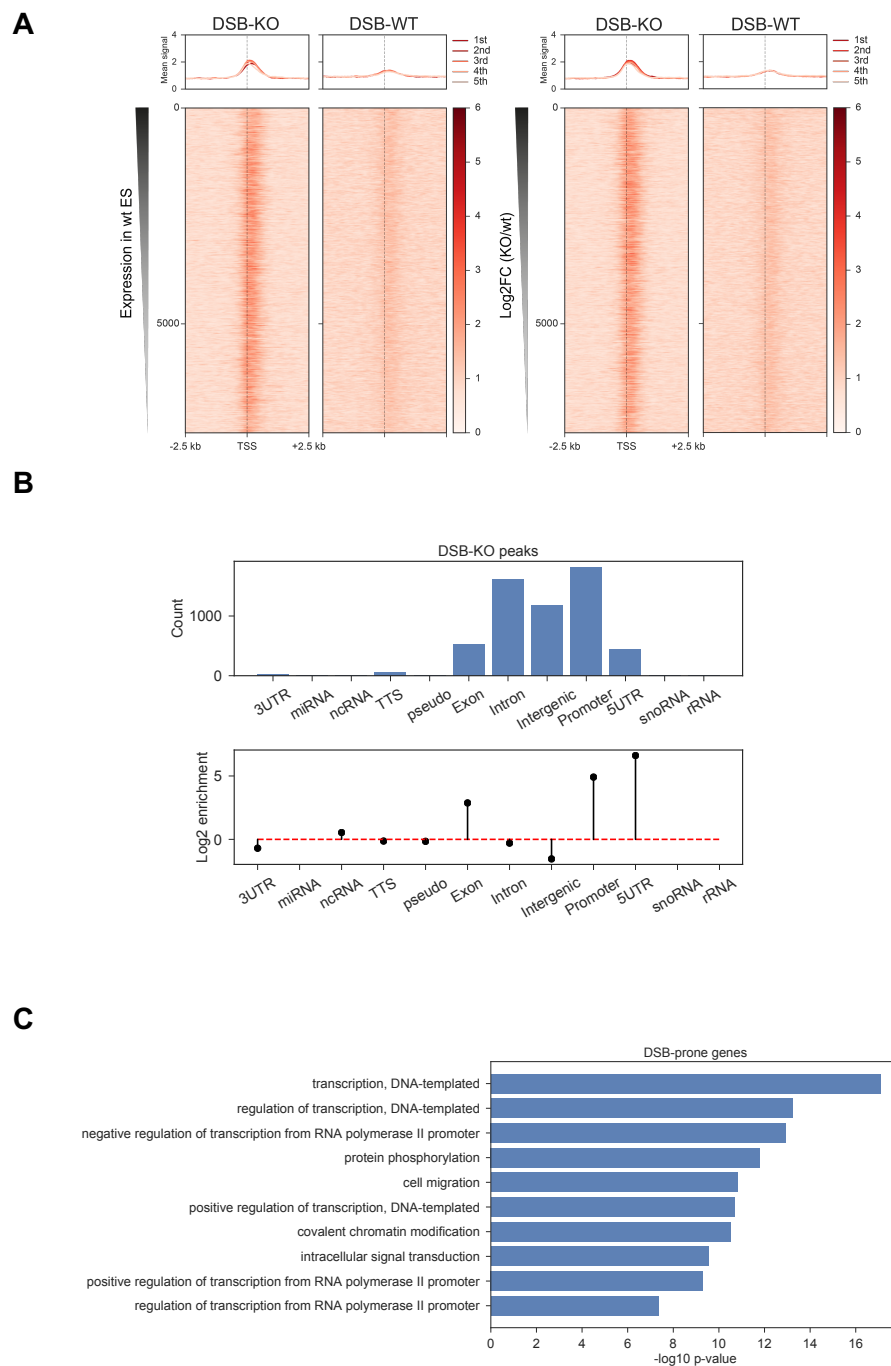 A
DSB-KO DSB-WT DSB-KO DSB-WT
Mean signal
4
2
0
1st
2nd
3rd
4th
5th
Mean signal
4
2
0
1st
2nd
3rd
4th
5th
Expression in wt ES
0
5000
6
5
4
3
2
1
0
-2.5 kb TSS +2.5 kb
Log2FC (KO/wt)
0
5000
6
5
4
3
2
1
0
-2.5 kb TSS +2.5 kb
B
DSB-KO peaks
Count
1000
0
3UTR miRNA ncRNA TTS pseudo Exon Intron Intergenic Promoter 5UTR snoRNA rRNA
Log2 enrichment
5
0
3UTR miRNA ncRNA TTS pseudo Exon Intron Intergenic Promoter 5UTR snoRNA rRNA
C
DSB-prone genes
transcription, DNA-templated
regulation of transcription, DNA-templated
negative regulation of transcription from RNA polymerase II promoter
protein phosphorylation
cell migration
positive regulation of transcription, DNA-templated
covalent chromatin modification
intracellular signal transduction
positive regulation of transcription from RNA polymerase II promoter
regulation of transcription from RNA polymerase II promoter
0 2 4 6 8 10 12 14 16
-log10 p-value